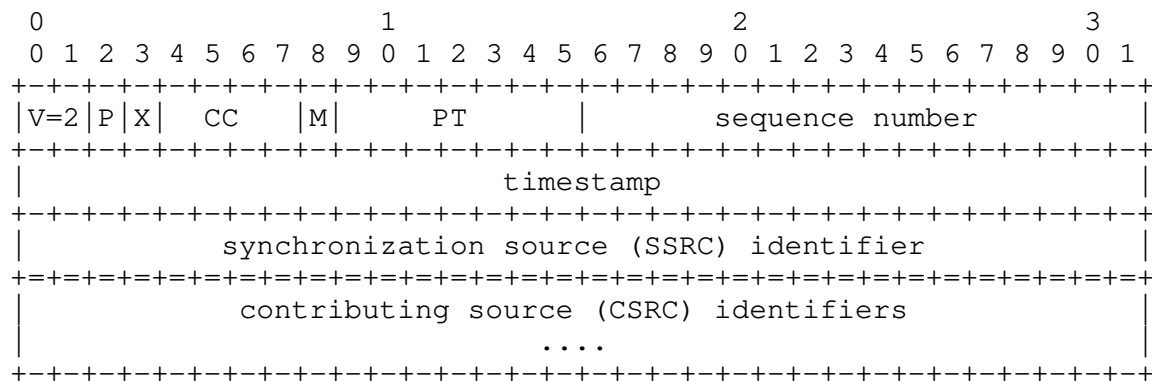 0                   1                   2                   3
 0 1 2 3 4 5 6 7 8 9 0 1 2 3 4 5 6 7 8 9 0 1 2 3 4 5 6 7 8 9 0 1
+-+-+-+-+-+-+-+-+-+-+-+-+-+-+-+-+-+-+-+-+-+-+-+-+-+-+-+-+-+-+-+-+
|V=2|P|X|  CC   |M|     PT      |       sequence number         |
+-+-+-+-+-+-+-+-+-+-+-+-+-+-+-+-+-+-+-+-+-+-+-+-+-+-+-+-+-+-+-+-+
|                           timestamp                           |
+-+-+-+-+-+-+-+-+-+-+-+-+-+-+-+-+-+-+-+-+-+-+-+-+-+-+-+-+-+-+-+-+
|           synchronization source (SSRC) identifier            |
+=+=+=+=+=+=+=+=+=+=+=+=+=+=+=+=+=+=+=+=+=+=+=+=+=+=+=+=+=+=+=+=+
|            contributing source (CSRC) identifiers             |
|                             ....                              |
+-+-+-+-+-+-+-+-+-+-+-+-+-+-+-+-+-+-+-+-+-+-+-+-+-+-+-+-+-+-+-+-+